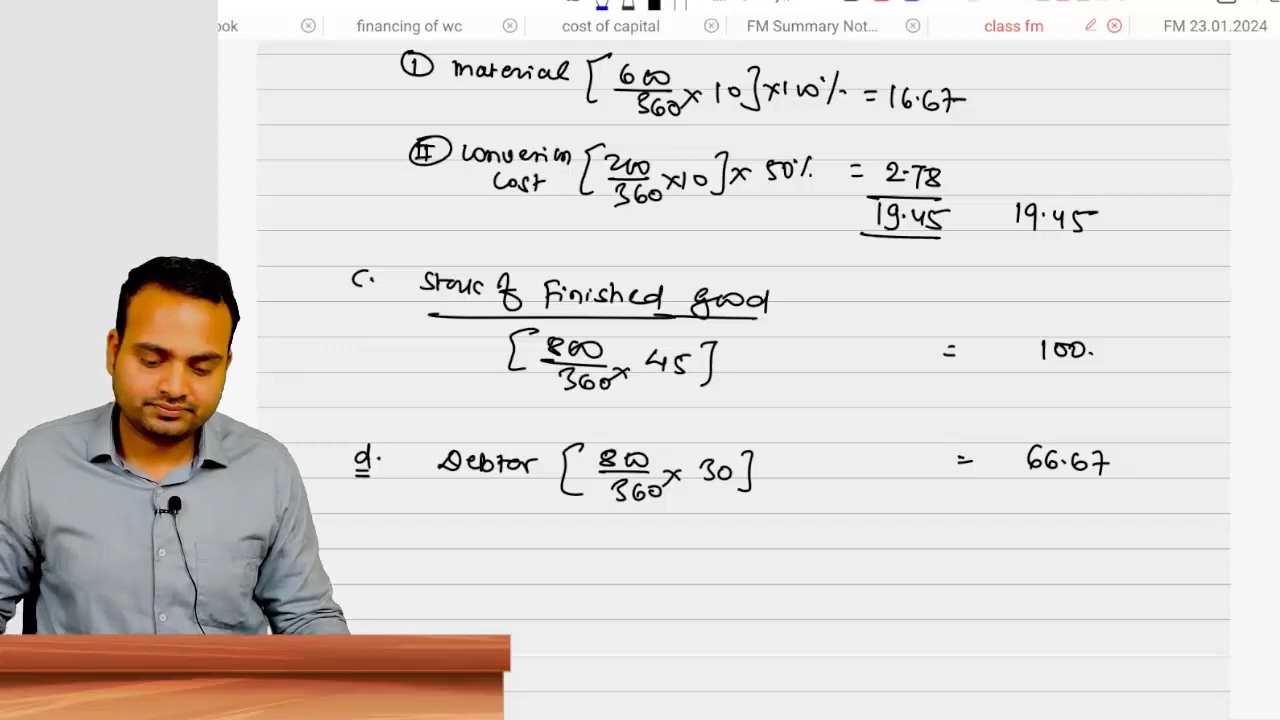 ook financing of wc cost of capital FM Summary Not... class fm FM 23.01.2024
I material [600/360 x 10] x 100% = 16.67
II Conversion cost [200/360 x 10] x 50% = 2.78
19.45 19.45
c. Stock of Finished good
[800/360 x 45] = 100.
d. Debtor [800/360 x 30] = 66.67